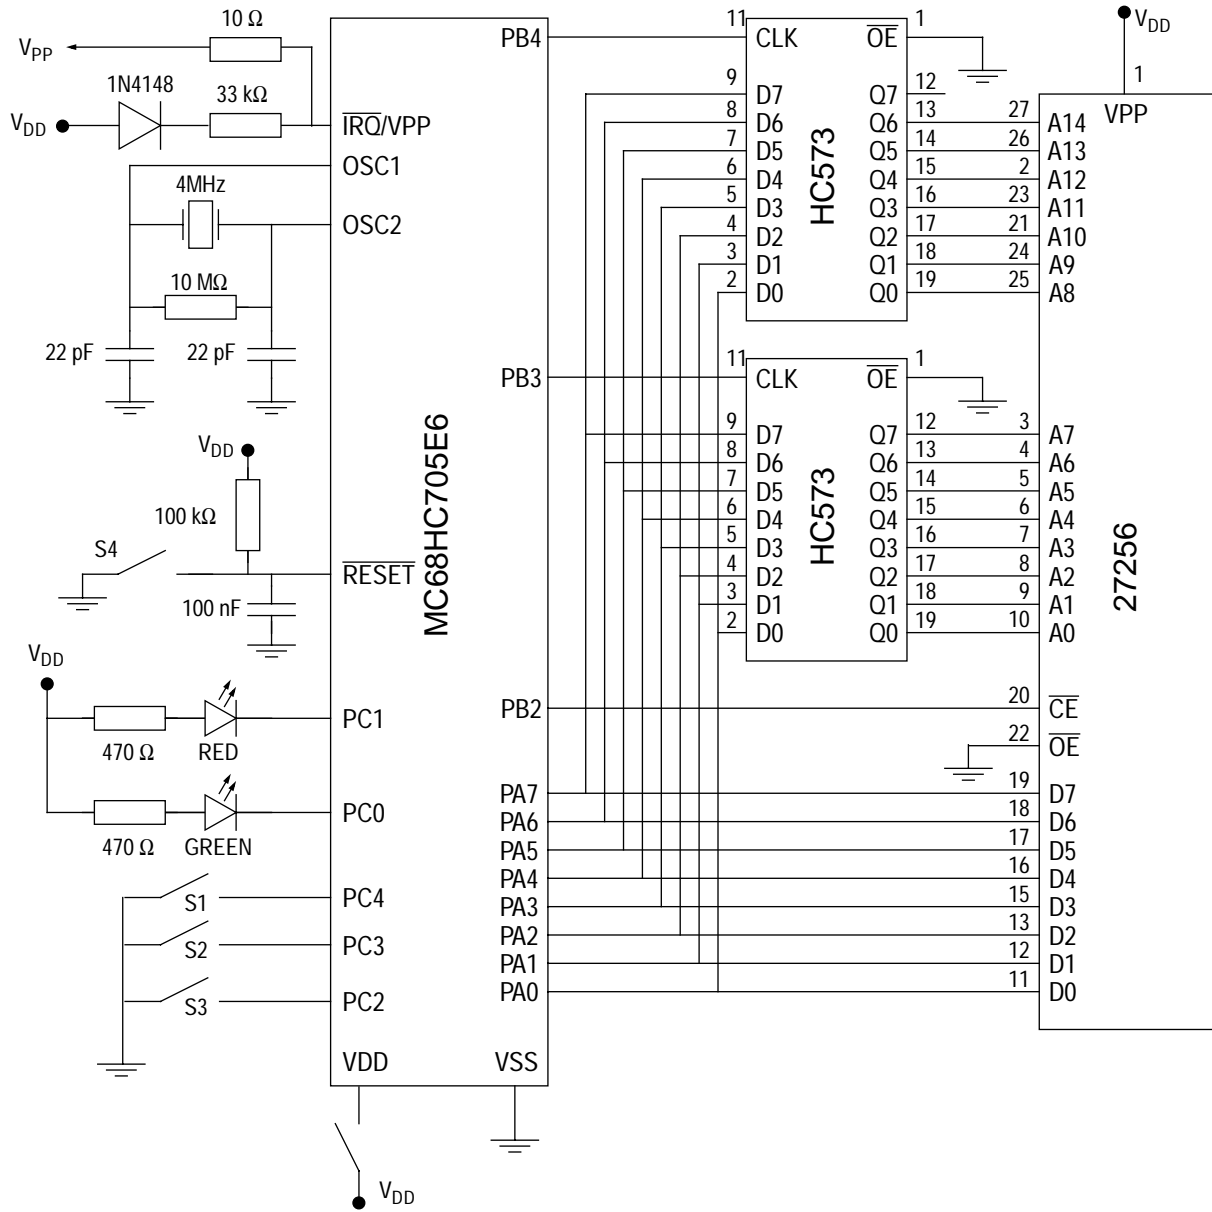 10 Ω
V_PP
1N4148
33 kΩ
V_DD
IRQ/VPP
OSC1
4MHz
OSC2
10 MΩ
22 pF
22 pF
V_DD
100 kΩ
S4
RESET
100 nF
V_DD
PC1
470 Ω
RED
PC0
470 Ω
GREEN
S1
PC4
S2
PC3
S3
PC2
VDD
VSS
V_DD
MC68HC705E6
PB4
PB3
PB2
PA7
PA6
PA5
PA4
PA3
PA2
PA1
PA0
11 CLK OE 1
9 D7 Q7 12
8 D6 Q6 13
7 D5 Q5 14
6 D4 Q4 15
5 D3 Q3 16
4 D2 Q2 17
3 D1 Q1 18
2 D0 Q0 19
HC573
11 CLK OE 1
9 D7 Q7 12
8 D6 Q6 13
7 D5 Q5 14
6 D4 Q4 15
5 D3 Q3 16
4 D2 Q2 17
3 D1 Q1 18
2 D0 Q0 19
HC573
V_DD
1
VPP
27 A14
26 A13
2 A12
23 A11
21 A10
24 A9
25 A8
3 A7
4 A6
5 A5
6 A4
7 A3
8 A2
9 A1
10 A0
27256
20 CE
22 OE
19 D7
18 D6
17 D5
16 D4
15 D3
13 D2
12 D1
11 D0